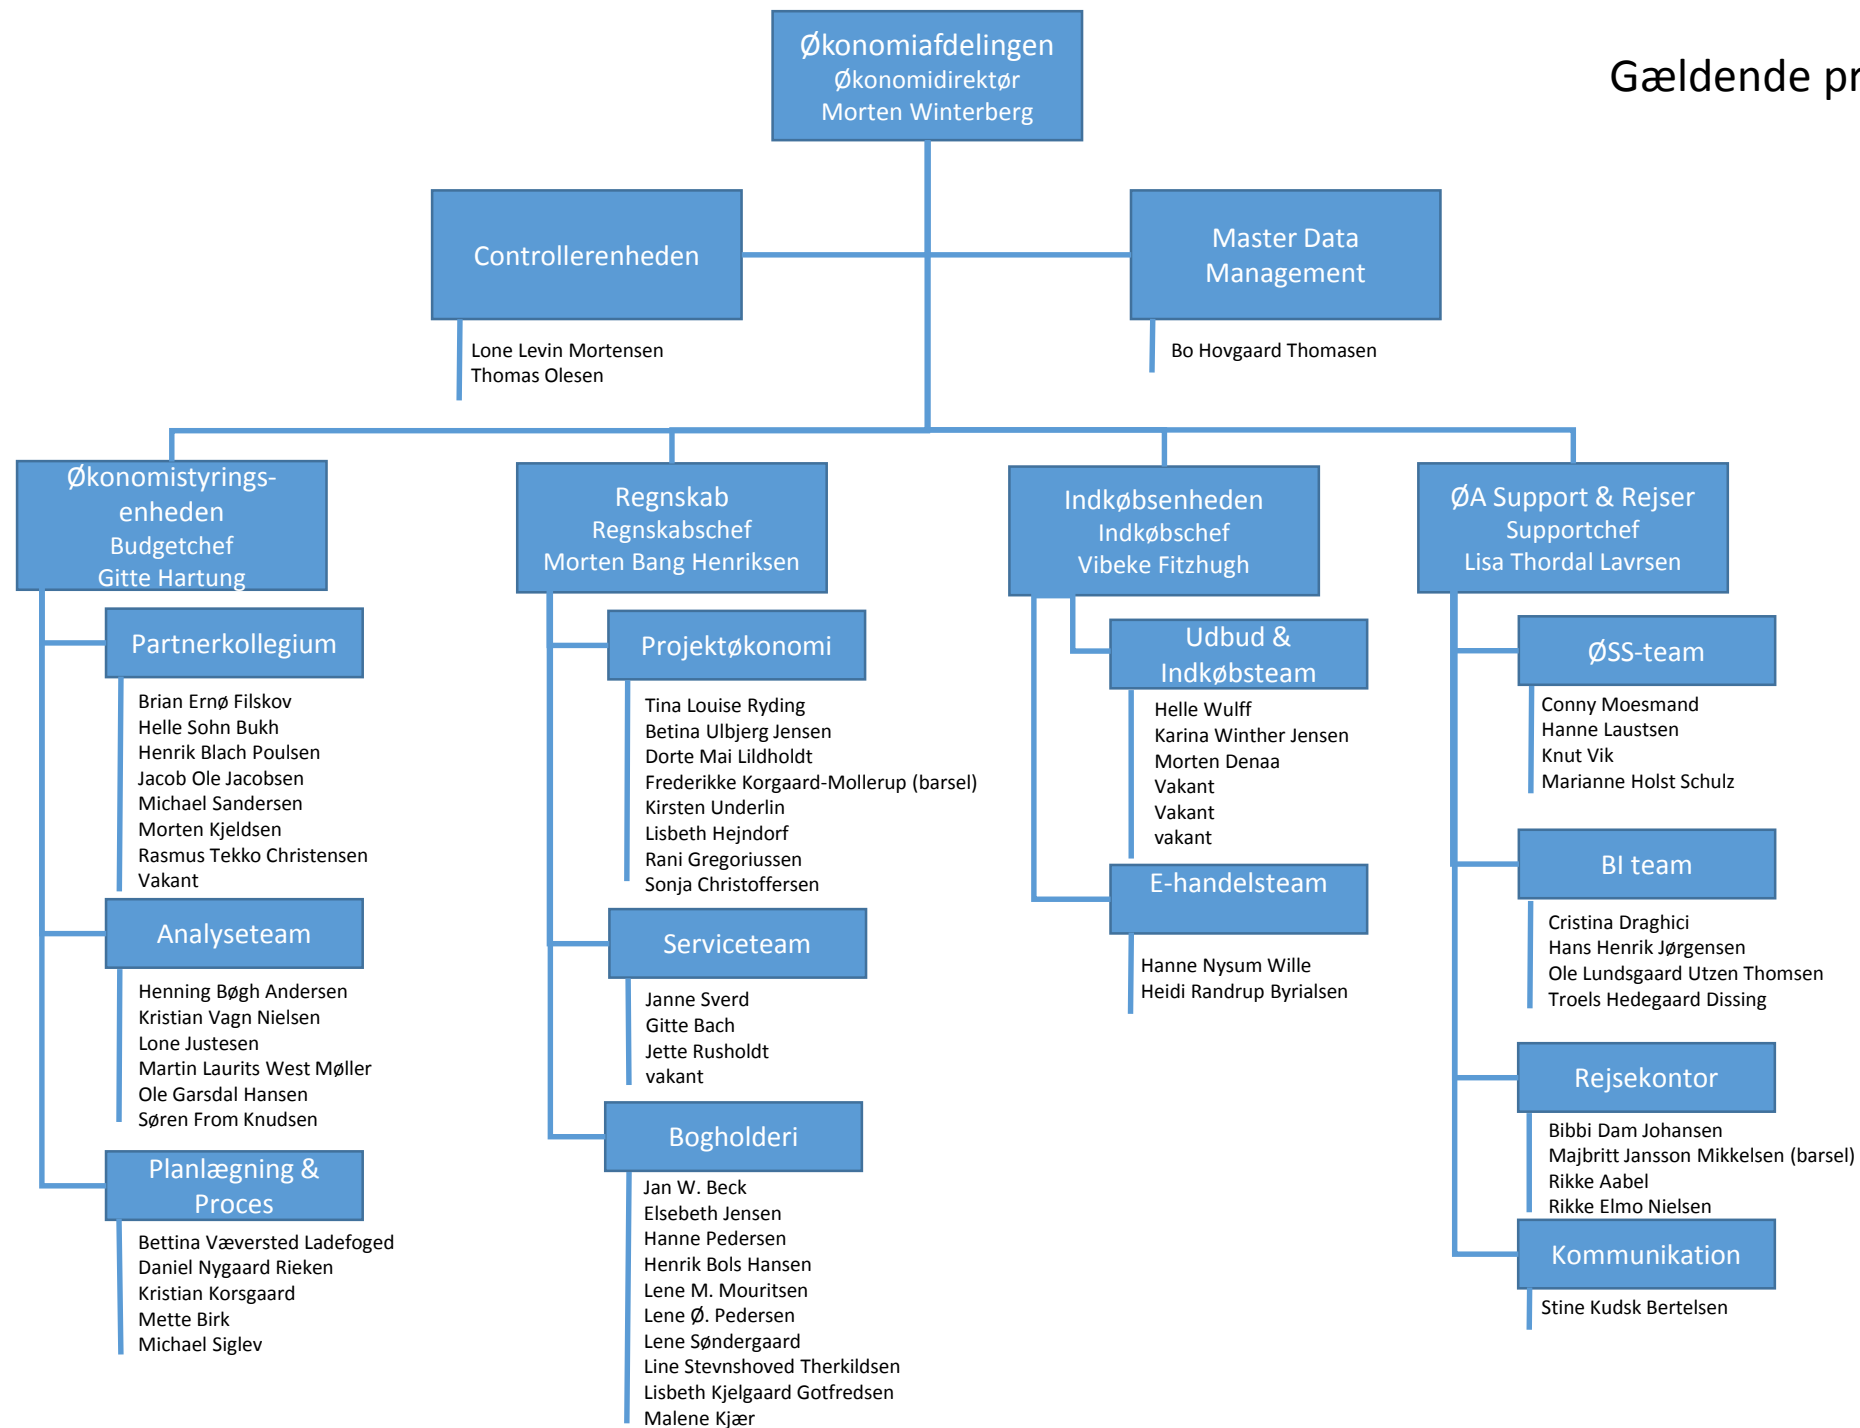 Økonomiafdelingen
Økonomidirektør
Morten Winterberg
Gældende pr
Controllerenheden
Lone Levin Mortensen
Thomas Olesen
Master Data
Management
Bo Hovgaard Thomasen
Økonomistyrings-
enheden
Budgetchef
Gitte Hartung
Partnerkollegium
Brian Ernø Filskov
Helle Sohn Bukh
Henrik Blach Poulsen
Jacob Ole Jacobsen
Michael Sandersen
Morten Kjeldsen
Rasmus Tekko Christensen
Vakant
Analyseteam
Henning Bøgh Andersen
Kristian Vagn Nielsen
Lone Justesen
Martin Laurits West Møller
Ole Garsdal Hansen
Søren From Knudsen
Planlægning &
Proces
Bettina Væversted Ladefoged
Daniel Nygaard Rieken
Kristian Korsgaard
Mette Birk
Michael Siglev
Regnskab
Regnskabschef
Morten Bang Henriksen
Projektøkonomi
Tina Louise Ryding
Betina Ulbjerg Jensen
Dorte Mai Lildholdt
Frederikke Korgaard-Mollerup (barsel)
Kirsten Underlin
Lisbeth Hejndorf
Rani Gregoriussen
Sonja Christoffersen
Serviceteam
Janne Sverd
Gitte Bach
Jette Rusholdt
vakant
Bogholderi
Jan W. Beck
Elsebeth Jensen
Hanne Pedersen
Henrik Bols Hansen
Lene M. Mouritsen
Lene Ø. Pedersen
Lene Søndergaard
Line Stevnshoved Therkildsen
Lisbeth Kjelgaard Gotfredsen
Malene Kjær
Indkøbsenheden
Indkøbschef
Vibeke Fitzhugh
Udbud &
Indkøbsteam
Helle Wulff
Karina Winther Jensen
Morten Denaa
Vakant
Vakant
vakant
E-handelsteam
Hanne Nysum Wille
Heidi Randrup Byrialsen
ØA Support & Rejser
Supportchef
Lisa Thordal Lavrsen
ØSS-team
Conny Moesmand
Hanne Laustsen
Knut Vik
Marianne Holst Schulz
BI team
Cristina Draghici
Hans Henrik Jørgensen
Ole Lundsgaard Utzen Thomsen
Troels Hedegaard Dissing
Rejsekontor
Bibbi Dam Johansen
Majbritt Jansson Mikkelsen (barsel)
Rikke Aabel
Rikke Elmo Nielsen
Kommunikation
Stine Kudsk Bertelsen